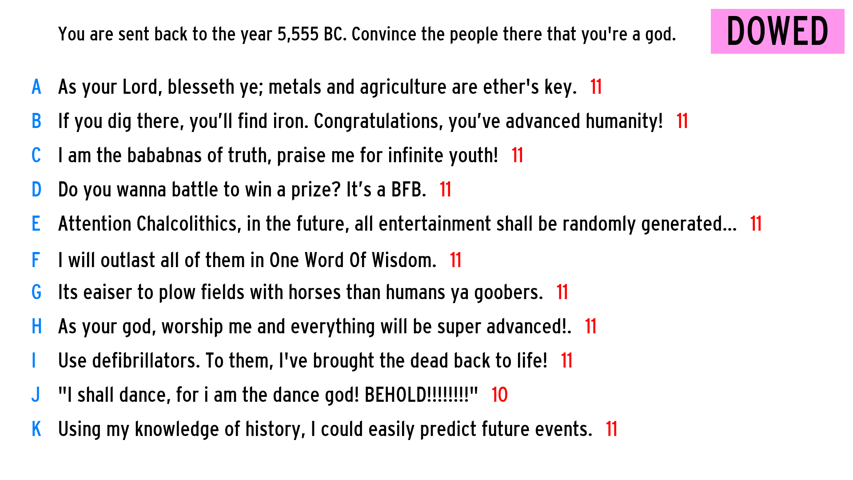 You are sent back to the year 5,555 BC. Convince the people there that you're a god.
DOWED
A As your Lord, blesseth ye; metals and agriculture are ether's key. 11
B If you dig there, you’ll find iron. Congratulations, you’ve advanced humanity! 11
C I am the bababnas of truth, praise me for infinite youth! 11
D Do you wanna battle to win a prize? It’s a BFB. 11
E Attention Chalcolithics, in the future, all entertainment shall be randomly generated... 11
F I will outlast all of them in One Word Of Wisdom. 11
G Its eaiser to plow fields with horses than humans ya goobers. 11
H As your god, worship me and everything will be super advanced!. 11
I Use defibrillators. To them, I've brought the dead back to life! 11
J "I shall dance, for i am the dance god! BEHOLD!!!!!!!!" 10
K Using my knowledge of history, I could easily predict future events. 11